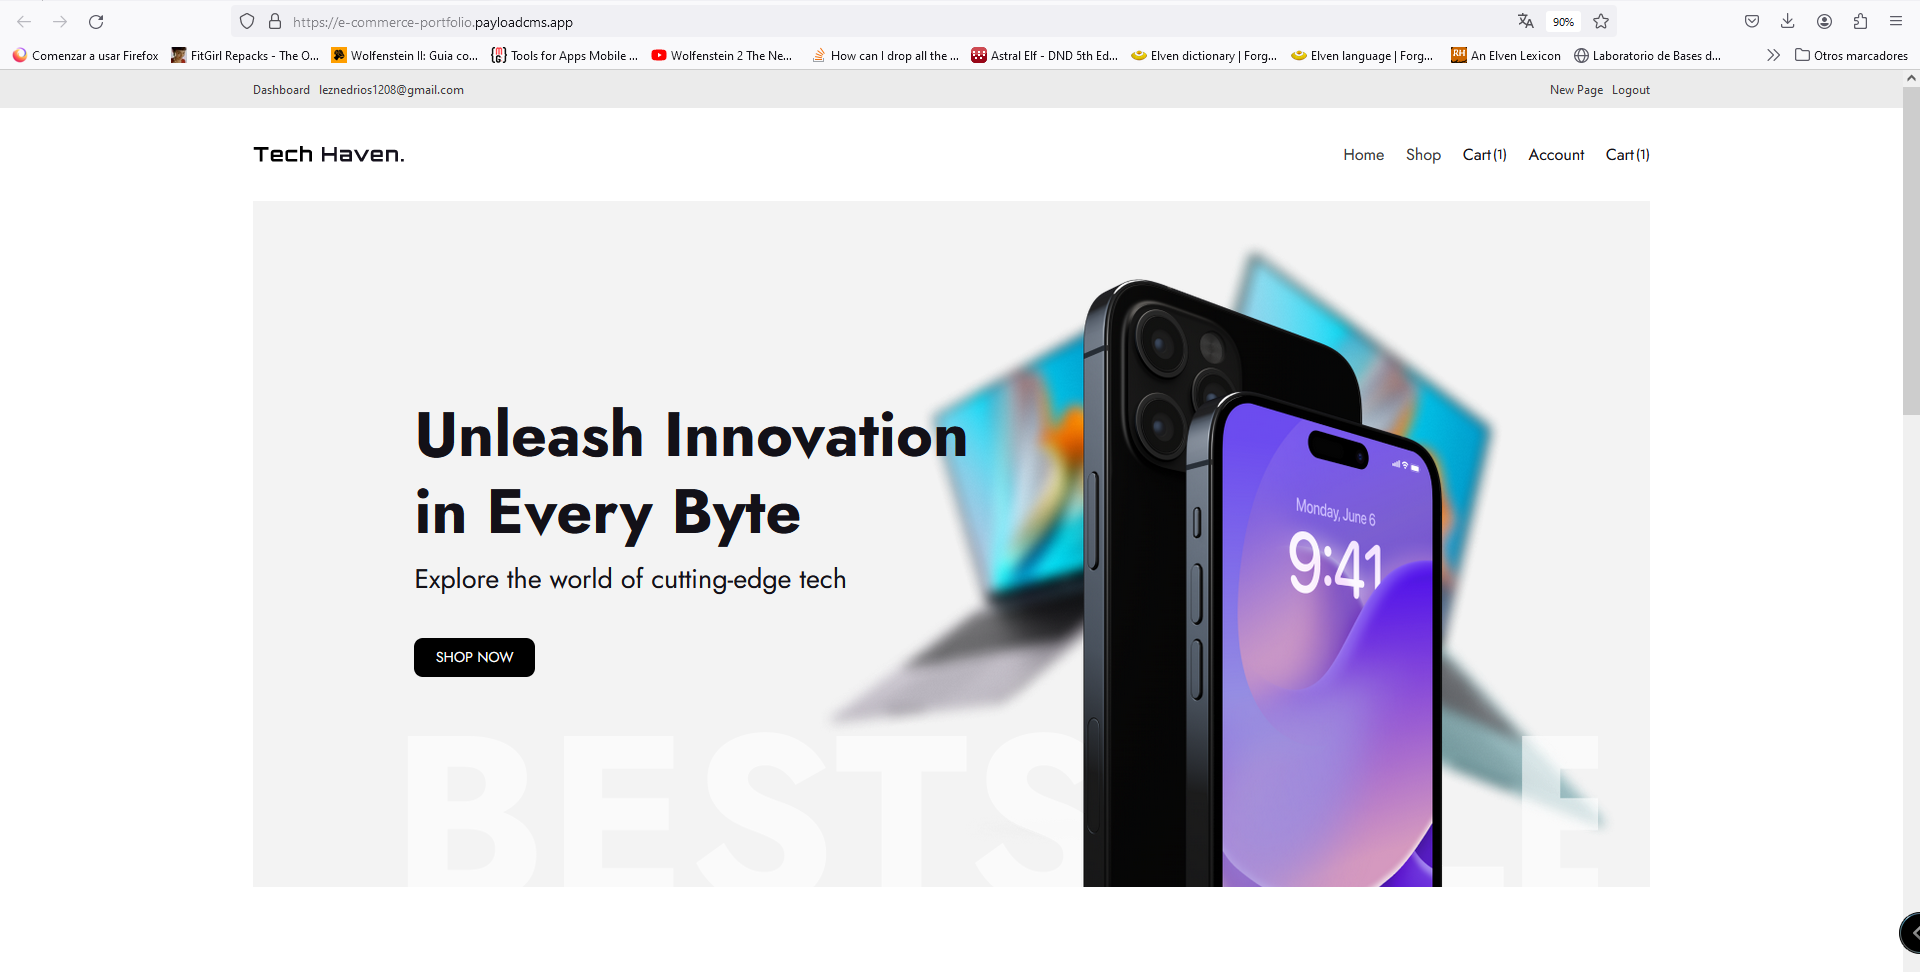 https://e-commerce-portfolio.payloadcms.app
90%
Comenzar a usar Firefox
FitGirl Repacks - The O...
Wolfenstein II: Guia co...
Tools for Apps Mobile ...
Wolfenstein 2 The Ne...
How can I drop all the ...
Astral Elf - DND 5th Ed...
Elven dictionary | Forg...
Elven language | Forg...
RH
An Elven Lexicon
Laboratorio de Bases d...
Otros marcadores
Dashboard leznedrios1208@gmail.com
New Page Logout
Tech Haven.
Home Shop Cart(1) Account Cart(1)
Unleash Innovation
in Every Byte
Explore the world of cutting-edge tech
SHOP NOW
Monday, June 6
9:41
BESTS LE